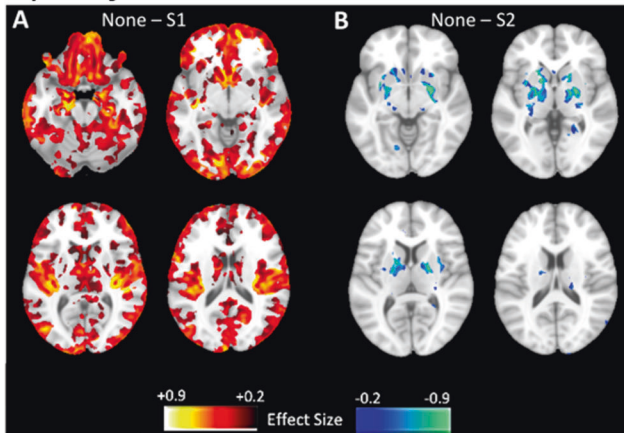 A
None – S1
B
None – S2
+0.9
+0.2
Effect Size
-0.2
-0.9